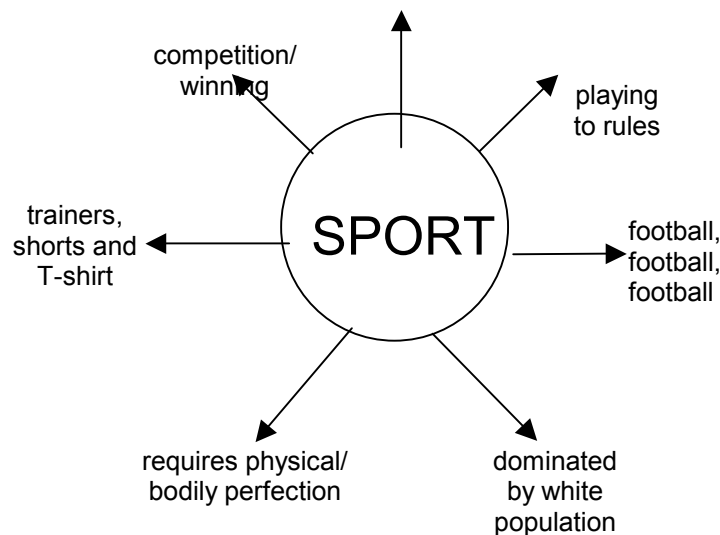 competition/
winning
playing
to rules
trainers,
shorts and
T-shirt
SPORT
football,
football,
football
requires physical/
bodily perfection
dominated
by white
population